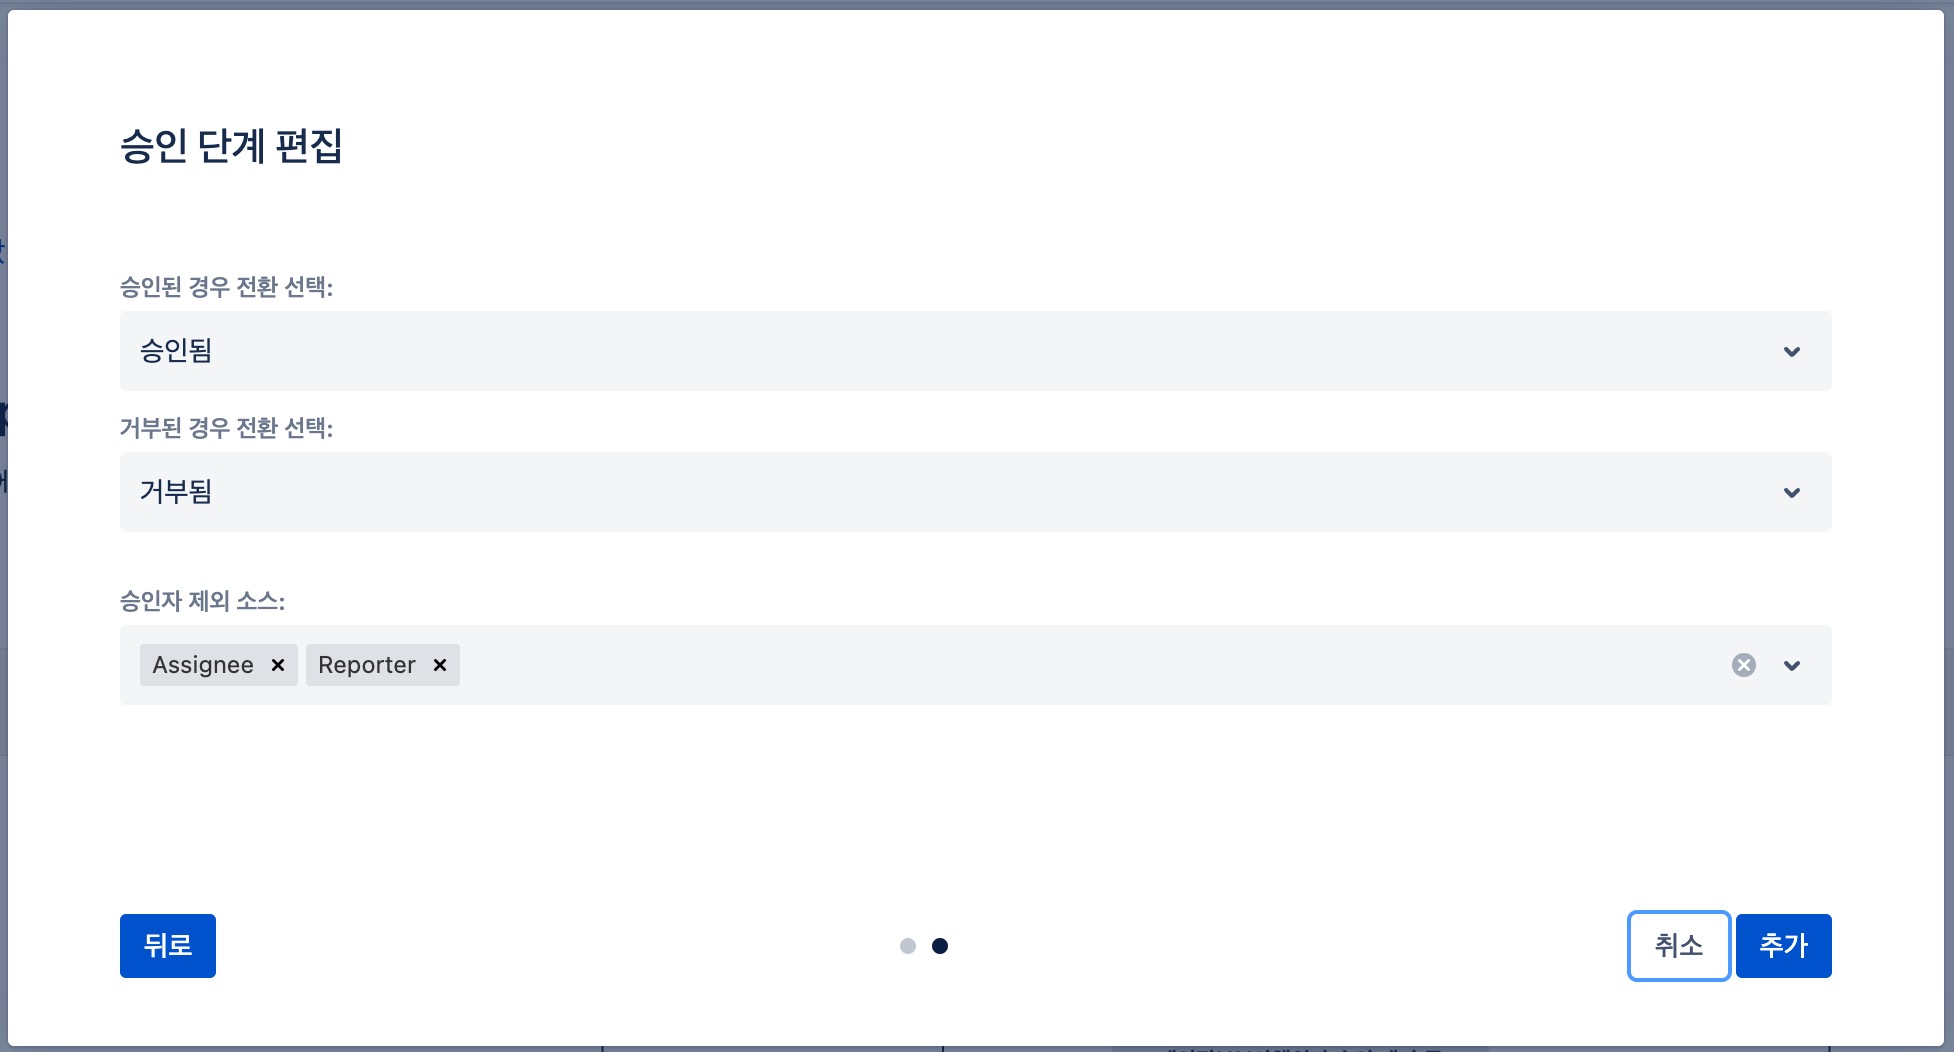 승인 단계 편집
승인된 경우 전환 선택:
승인됨
거부된 경우 전환 선택:
거부됨
승인자 제외 소스:
Assignee Reporter
뒤로 취소 추가